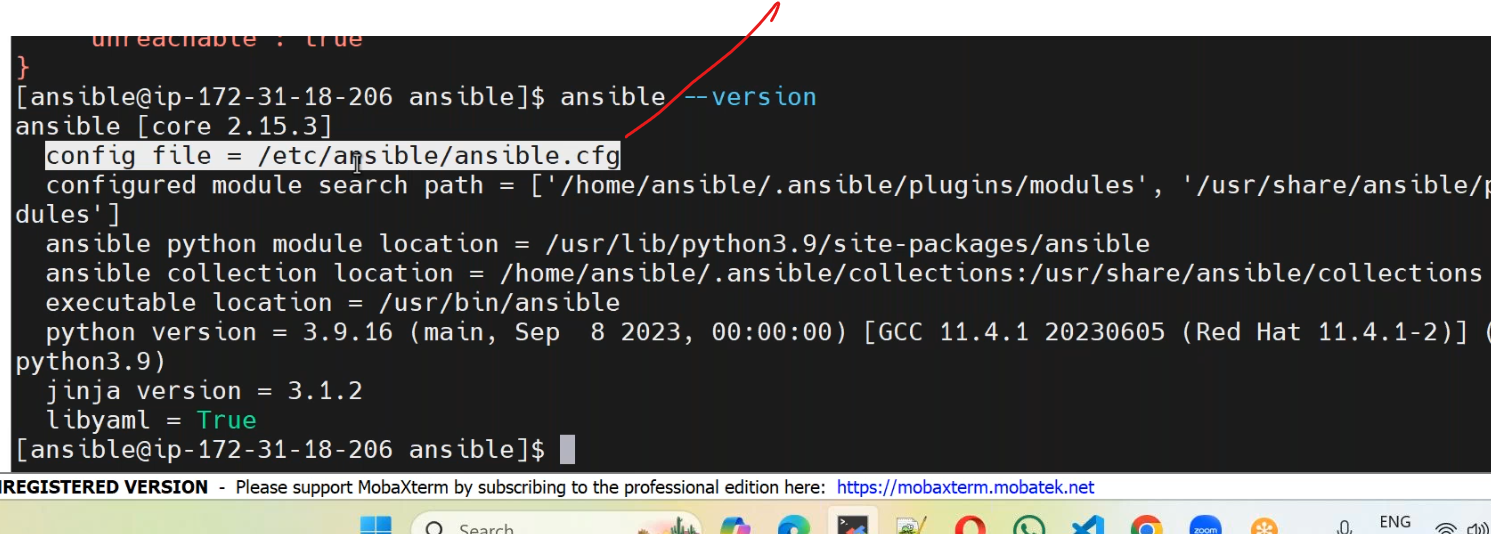 unreachable : true
}
[ansible@ip-172-31-18-206 ansible]$ ansible --version
ansible [core 2.15.3]
config file = /etc/ansible/ansible.cfg
configured module search path = ['/home/ansible/.ansible/plugins/modules', '/usr/share/ansible/p
dules']
ansible python module location = /usr/lib/python3.9/site-packages/ansible
ansible collection location = /home/ansible/.ansible/collections:/usr/share/ansible/collections
executable location = /usr/bin/ansible
python version = 3.9.16 (main, Sep  8 2023, 00:00:00) [GCC 11.4.1 20230605 (Red Hat 11.4.1-2)] (
python3.9)
jinja version = 3.1.2
libyaml = True
[ansible@ip-172-31-18-206 ansible]$
REGISTERED VERSION - Please support MobaXterm by subscribing to the professional edition here: https://mobaxterm.mobatek.net
Search
zoom
ENG